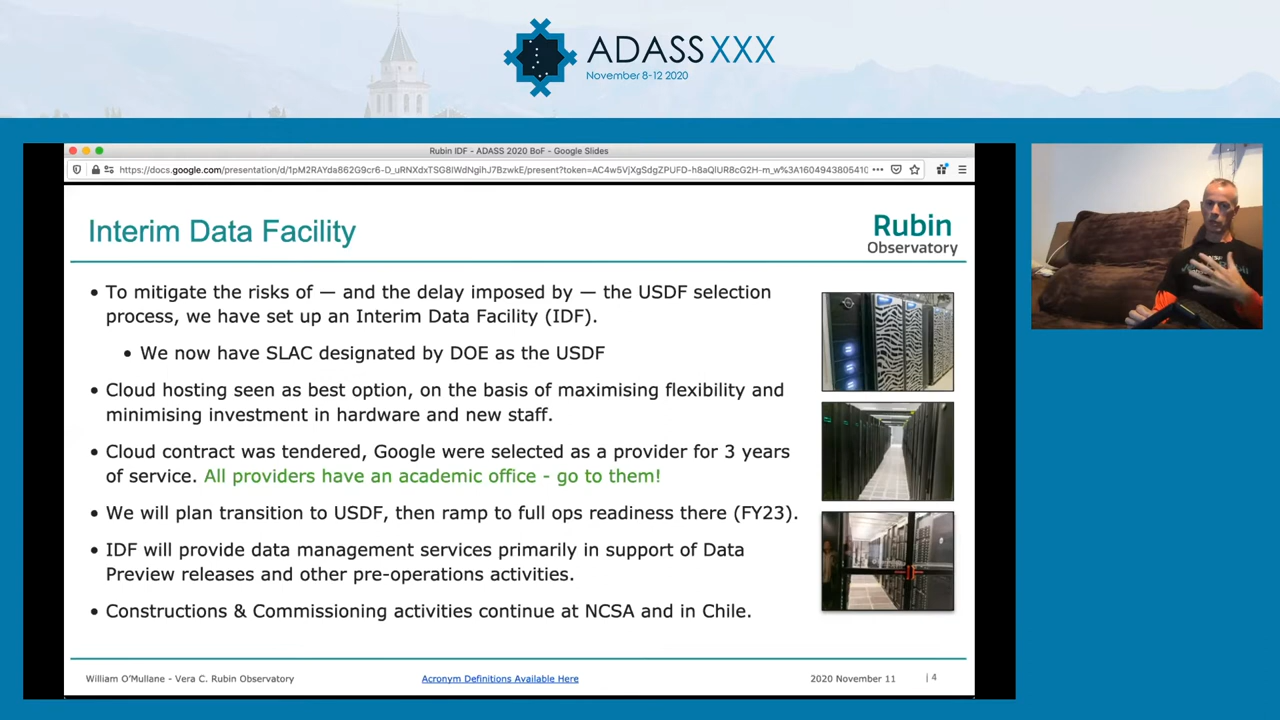 ADASS XXX
November 8-12 2020
Rubin IDF - ADASS 2020 BoF - Google Slides
Interim Data Facility
Rubin
Observatory
• To mitigate the risks of — and the delay imposed by — the USDF selection
process, we have set up an Interim Data Facility (IDF).
• We now have SLAC designated by DOE as the USDF
• Cloud hosting seen as best option, on the basis of maximising flexibility and
minimising investment in hardware and new staff.
• Cloud contract was tendered, Google were selected as a provider for 3 years
of service. All providers have an academic office - go to them!
• We will plan transition to USDF, then ramp to full ops readiness there (FY23).
• IDF will provide data management services primarily in support of Data
Preview releases and other pre-operations activities.
• Constructions & Commissioning activities continue at NCSA and in Chile.
William O'Mullane - Vera C. Rubin Observatory
Acronym Definitions Available Here
2020 November 11
| 4